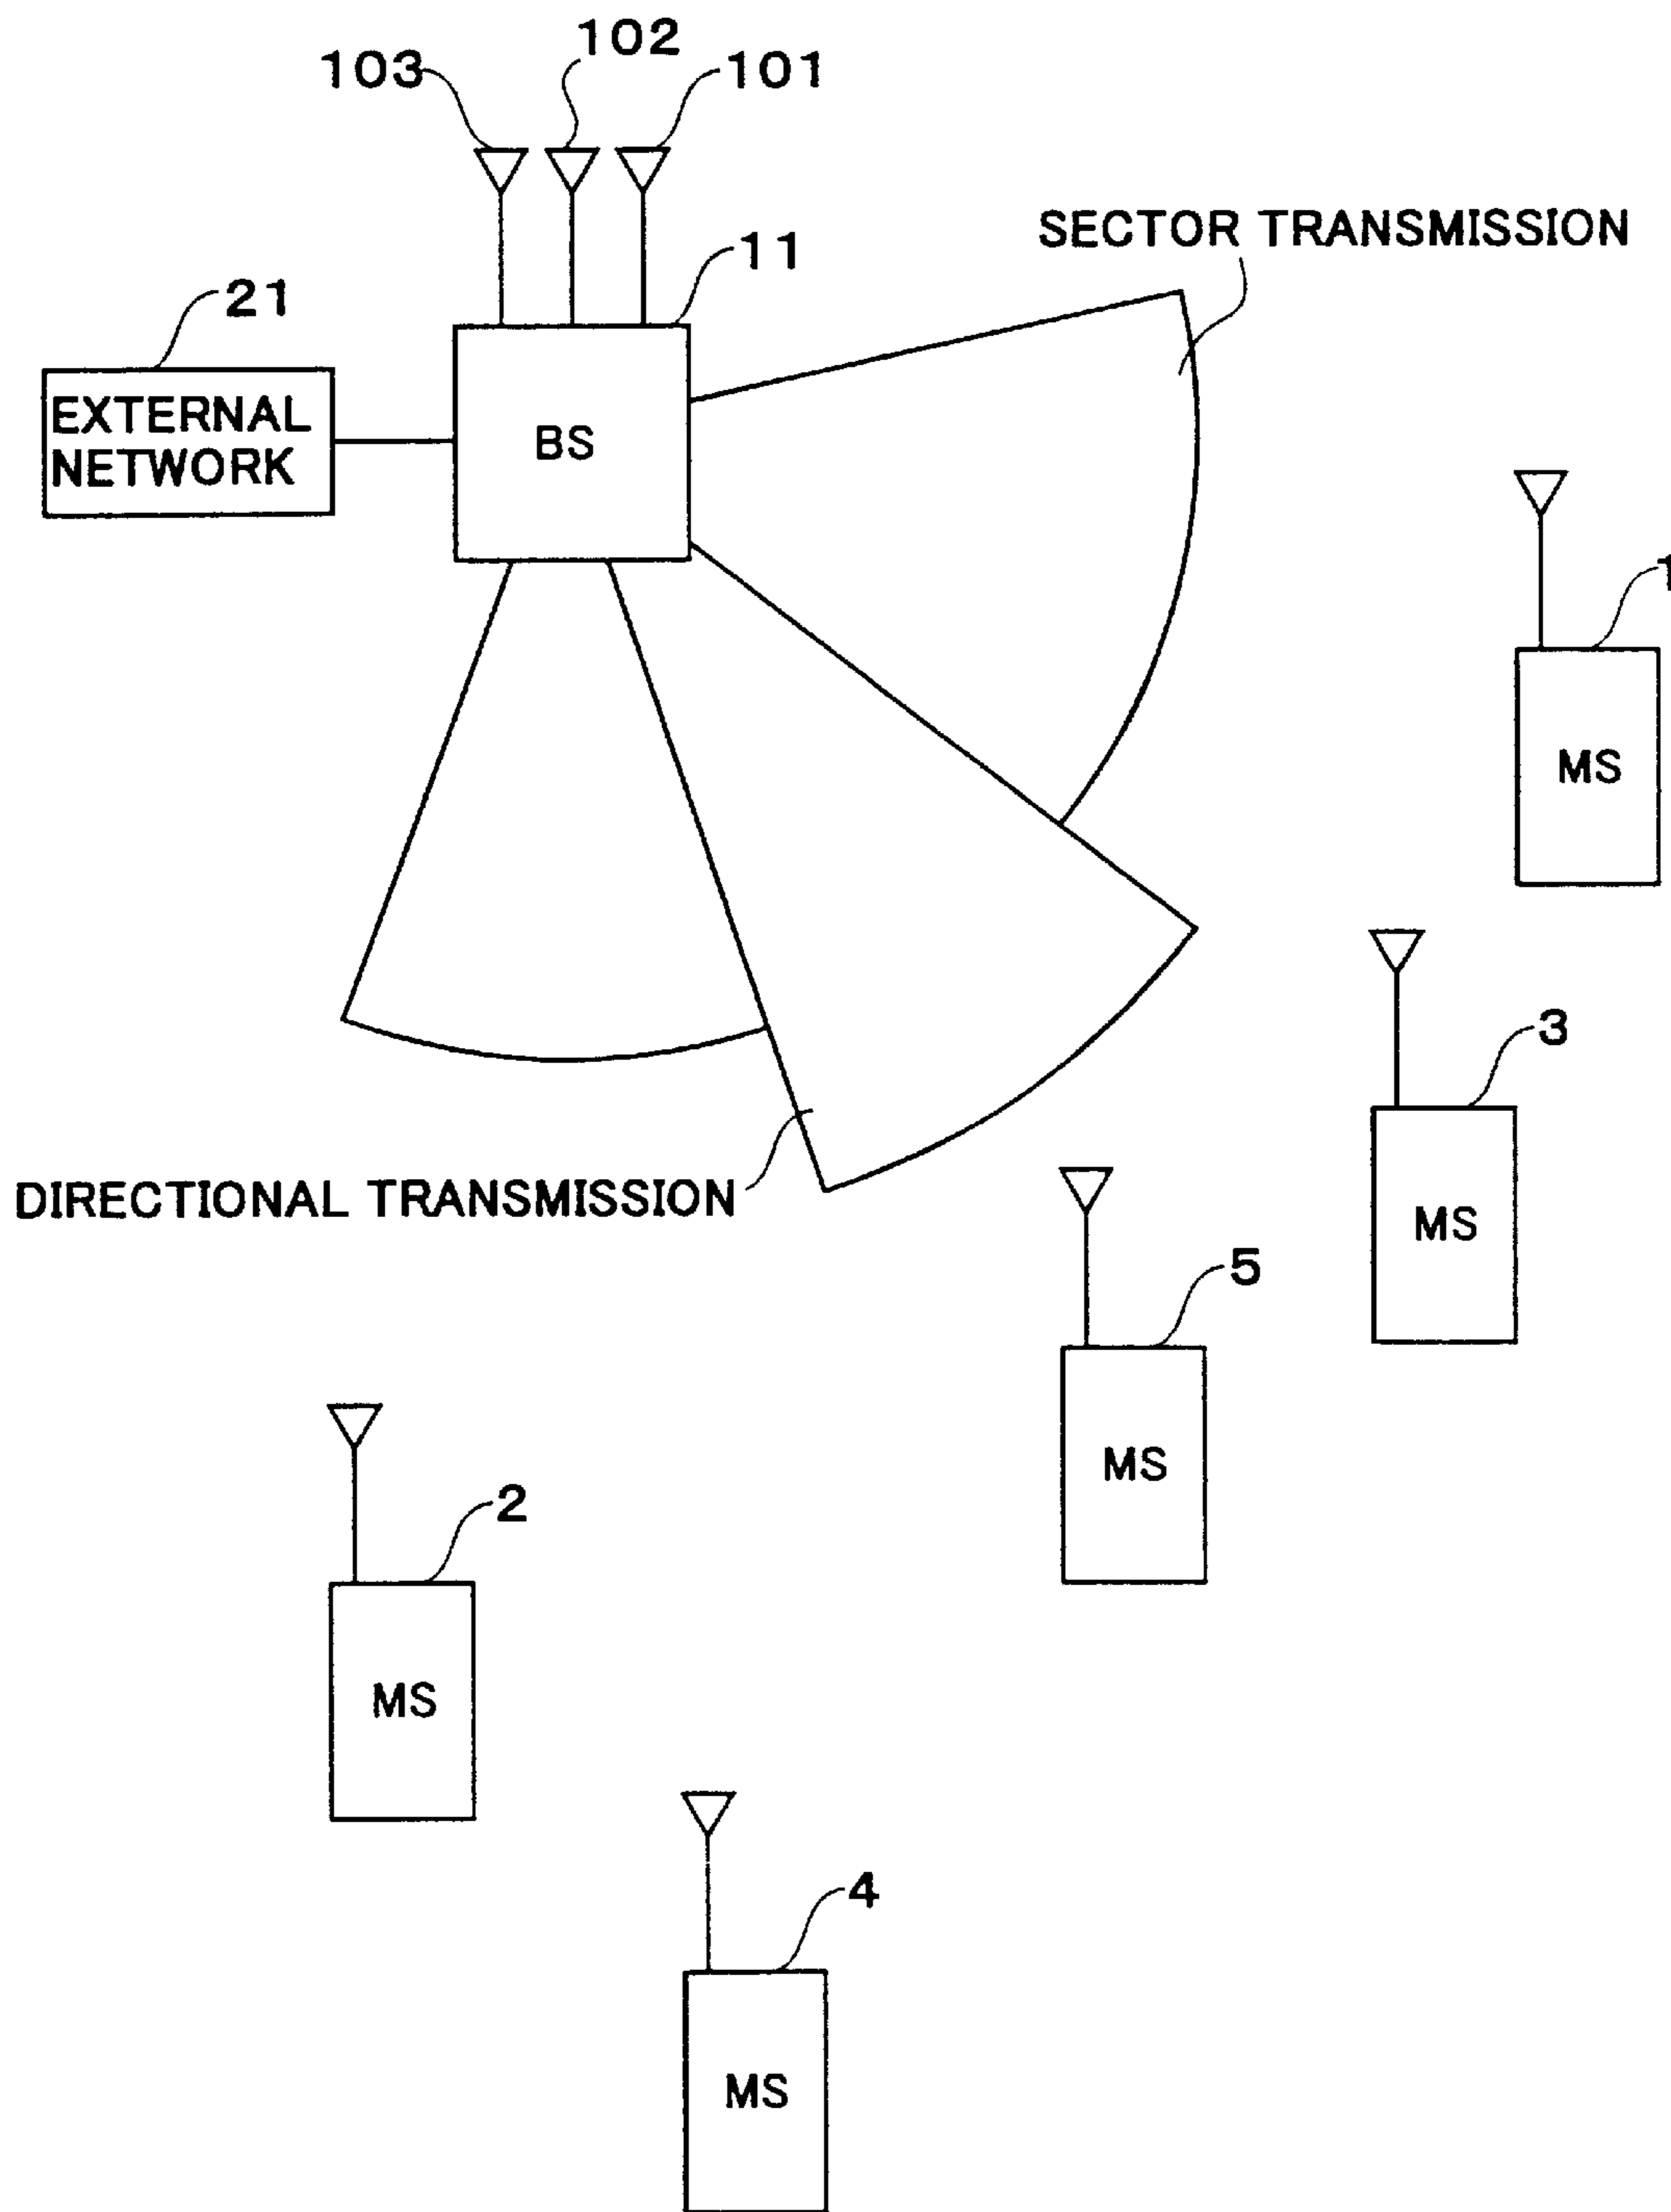 102
103
101
SECTOR TRANSMISSION
11
21
EXTERNAL
NETWORK
BS
1
MS
3
MS
DIRECTIONAL TRANSMISSION
5
MS
2
MS
4
MS